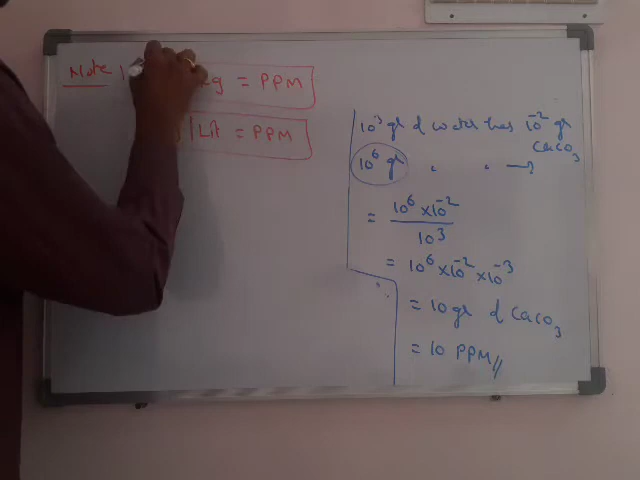 Note 1 g = PPM
/Lit = PPM
10³ gr of water has 10⁻² gr
CaCO₃
10⁶ gr " " →
= 10⁶ × 10⁻²
10³
= 10⁶ × 10⁻² × 10⁻³
∴ = 10 gr of CaCO₃
= 10 PPM //